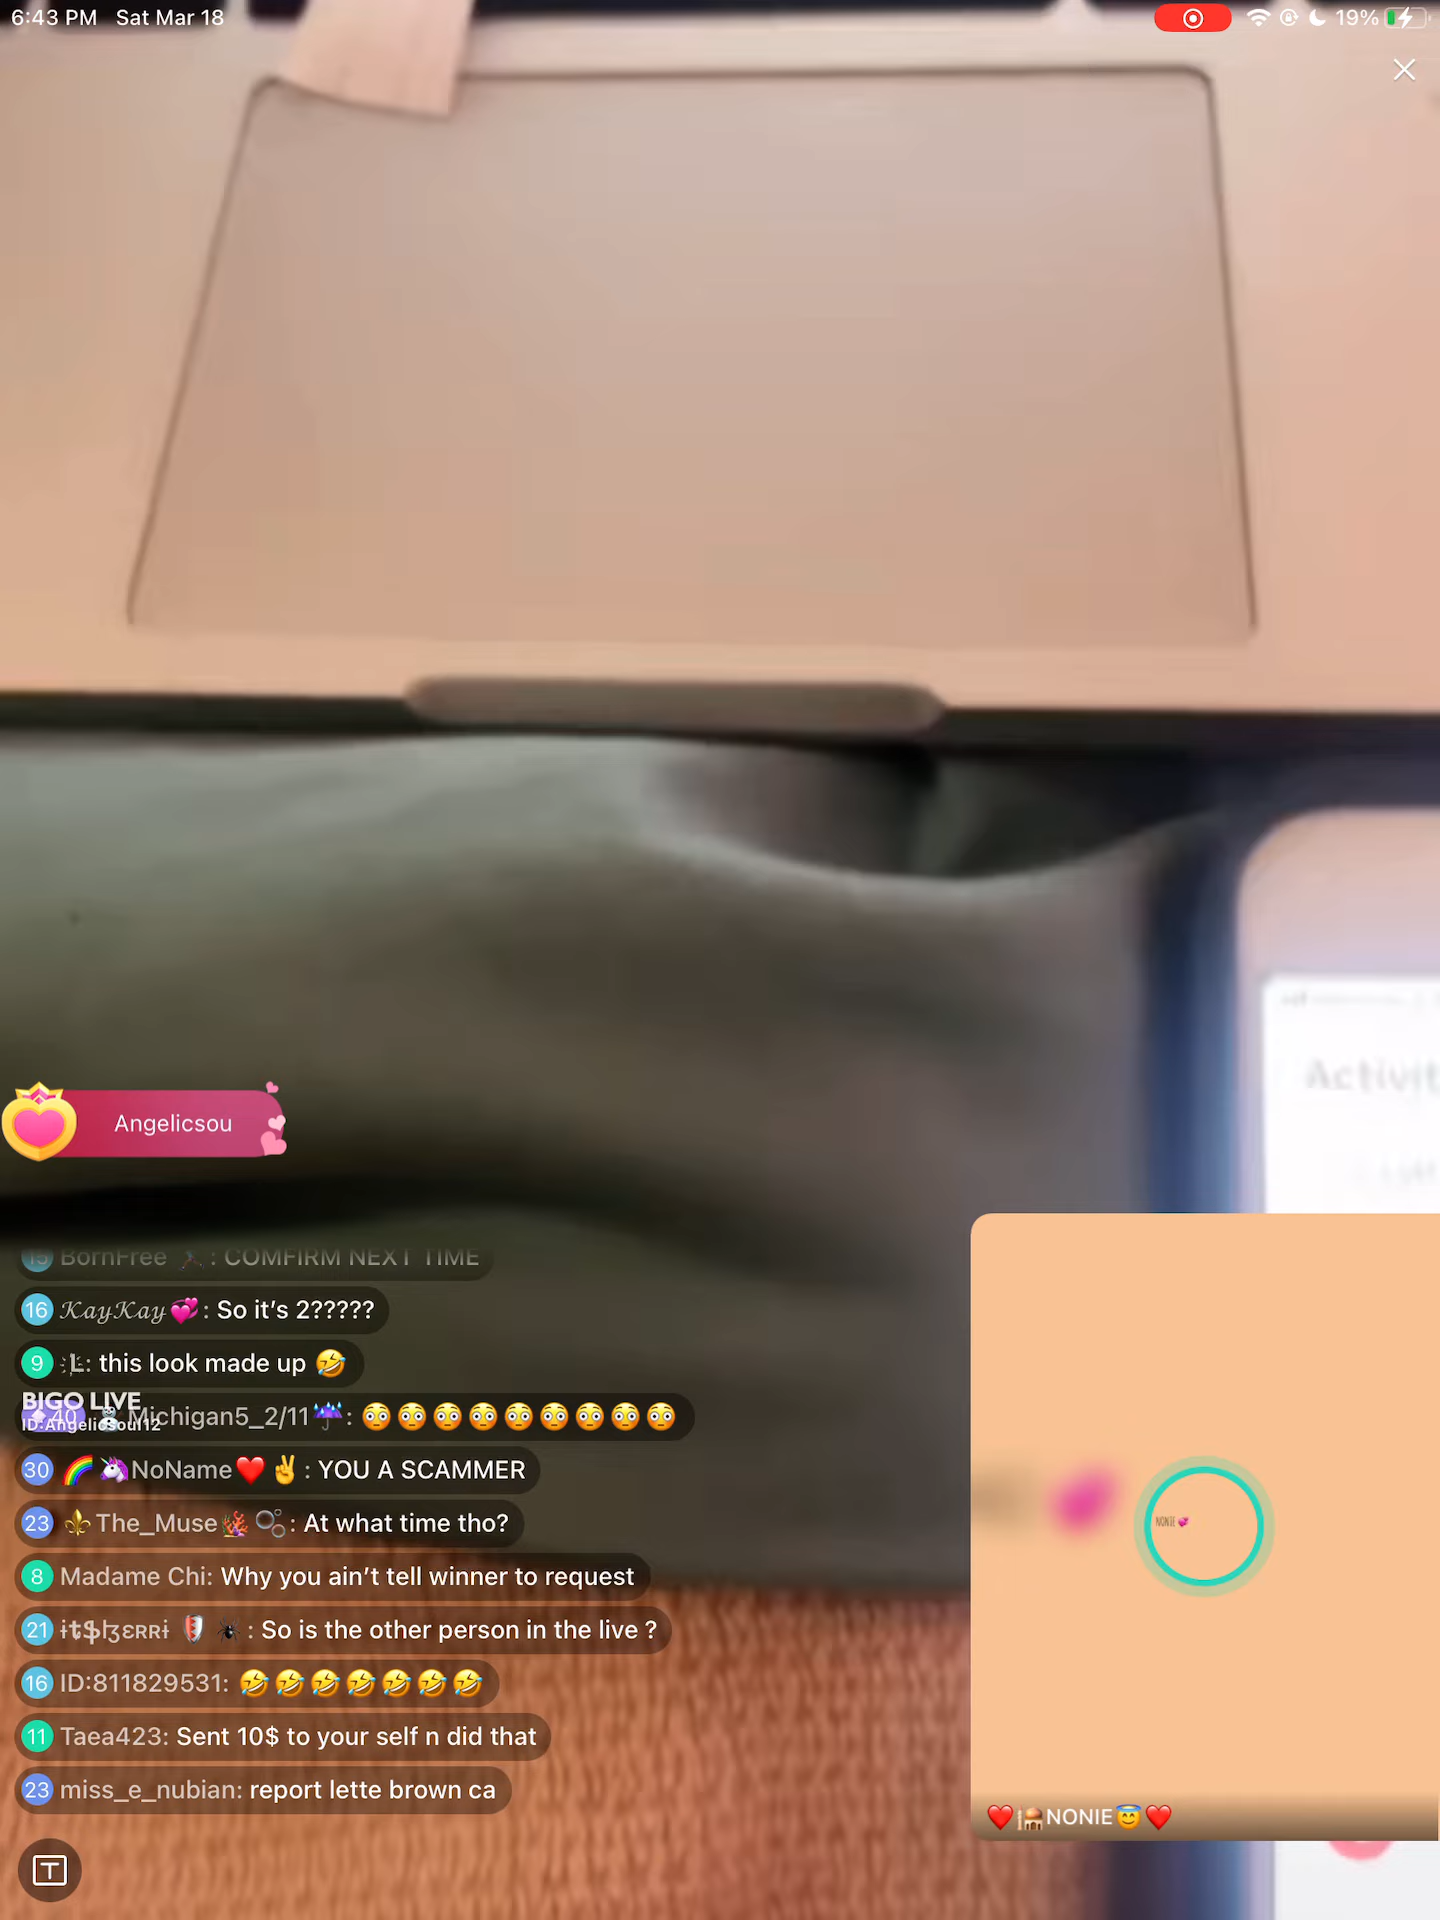 6:43 PM Sat Mar 18
19%
Activit
Angelicsou
15 BornFree : COMFIRM NEXT TIME
16 𝒦𝒶𝓎𝒦𝒶𝓎💞: So it’s 2?????
9 L: this look made up 🤣
BIGO LIVE
40 Michigan5_2/11☔: 😳😳😳😳😳😳😳😳😳
ID:Angelicsoul12
30 🌈🦄NoName❤️✌️: YOU A SCAMMER
23 ⚜️The_Muse🪸🫧: At what time tho?
8 Madame Chi: Why you ain’t tell winner to request
21 : So is the other person in the live ?
16 ID:811829531: 🤣🤣🤣🤣🤣🤣🤣
11 Taea423: Sent 10$ to your self n did that
23 miss_e_nubian: report lette brown ca
NONIE 💞
❤️🛖NONIE😇❤️
T